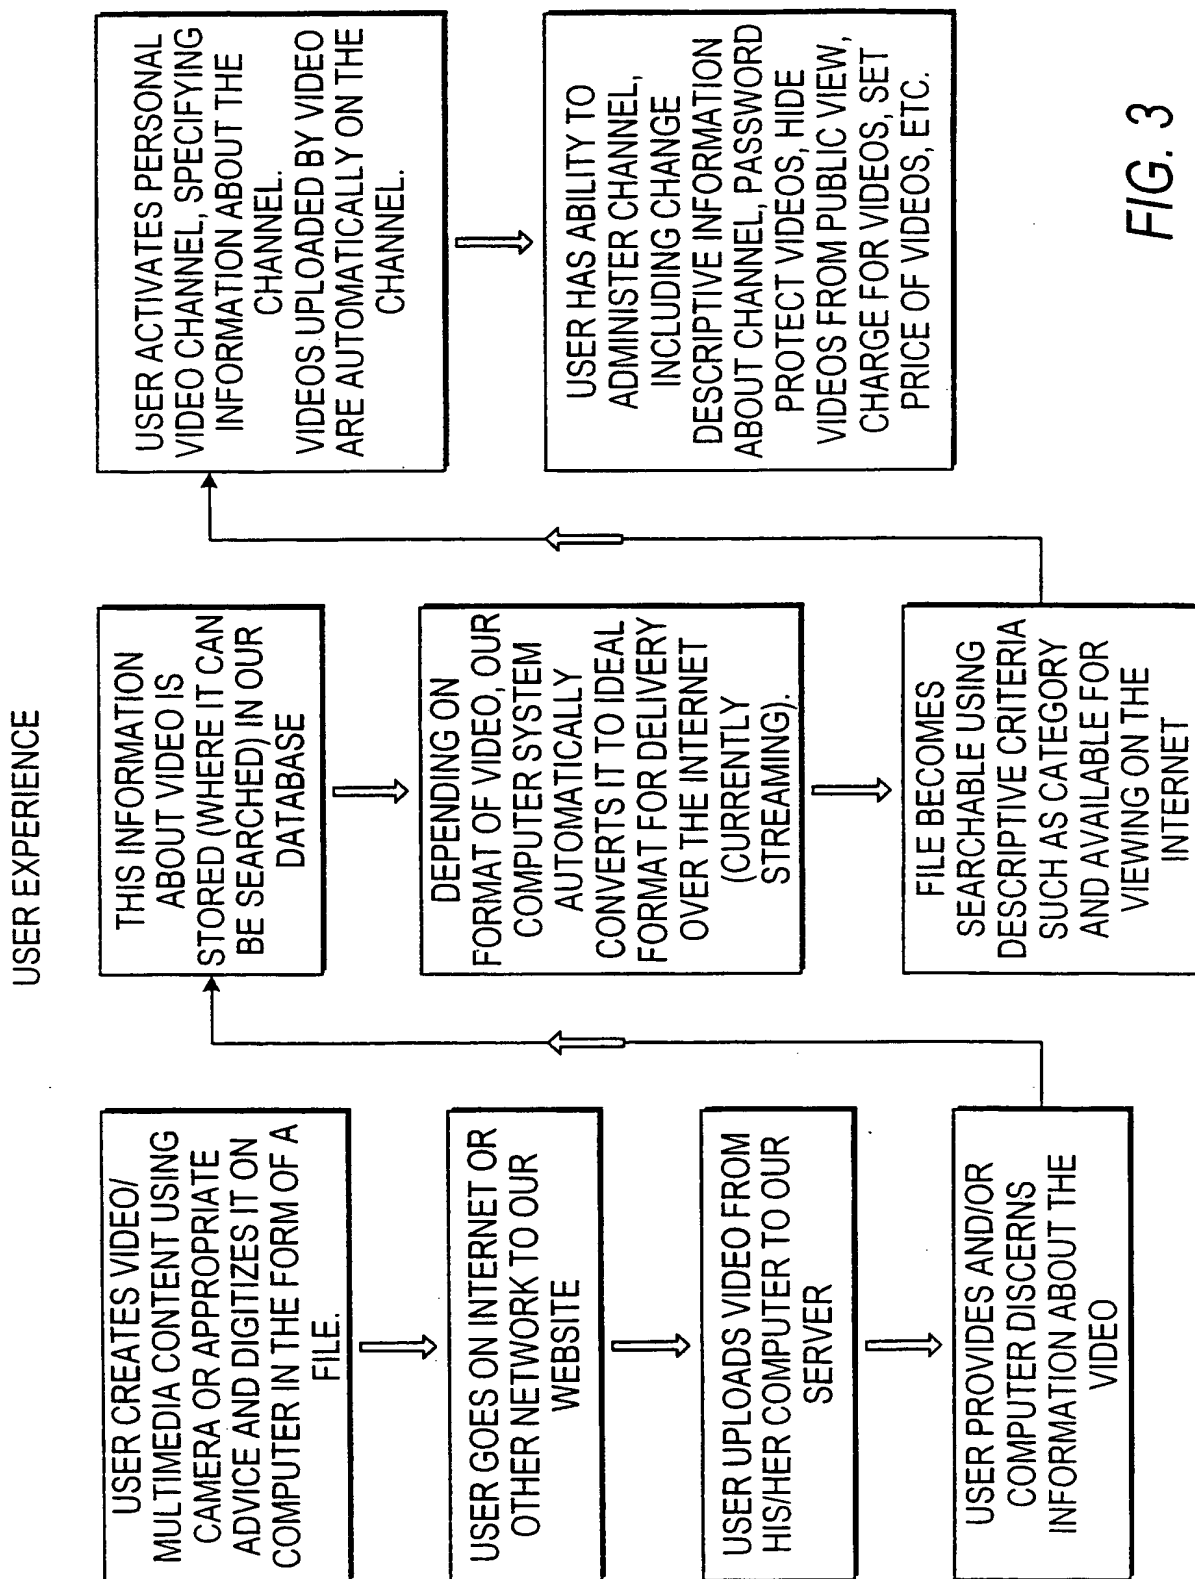 USER EXPERIENCE
USER CREATES VIDEO/
MULTIMEDIA CONTENT USING
CAMERA OR APPROPRIATE
ADVICE AND DIGITIZES IT ON
COMPUTER IN THE FORM OF A
FILE.
USER GOES ON INTERNET OR
OTHER NETWORK TO OUR
WEBSITE
USER UPLOADS VIDEO FROM
HIS/HER COMPUTER TO OUR
SERVER
USER PROVIDES AND/OR
COMPUTER DISCERNS
INFORMATION ABOUT THE
VIDEO
THIS INFORMATION
ABOUT VIDEO IS
STORED (WHERE IT CAN
BE SEARCHED) IN OUR
DATABASE
DEPENDING ON
FORMAT OF VIDEO, OUR
COMPUTER SYSTEM
AUTOMATICALLY
CONVERTS IT TO IDEAL
FORMAT FOR DELIVERY
OVER THE INTERNET
(CURRENTLY
STREAMING).
FILE BECOMES
SEARCHABLE USING
DESCRIPTIVE CRITERIA
SUCH AS CATEGORY
AND AVAILABLE FOR
VIEWING ON THE
INTERNET
USER ACTIVATES PERSONAL
VIDEO CHANNEL, SPECIFYING
INFORMATION ABOUT THE
CHANNEL.
VIDEOS UPLOADED BY VIDEO
ARE AUTOMATICALLY ON THE
CHANNEL.
USER HAS ABILITY TO
ADMINISTER CHANNEL,
INCLUDING CHANGE
DESCRIPTIVE INFORMATION
ABOUT CHANNEL, PASSWORD
PROTECT VIDEOS, HIDE
VIDEOS FROM PUBLIC VIEW,
CHARGE FOR VIDEOS, SET
PRICE OF VIDEOS, ETC.
FIG. 3